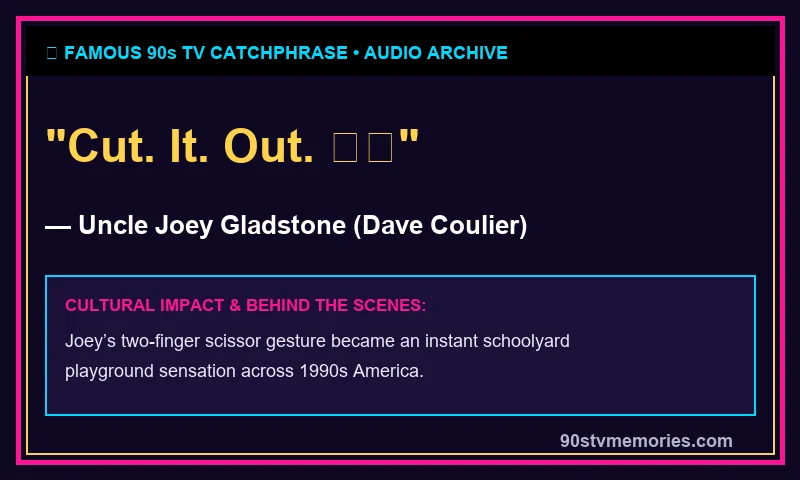 FAMOUS 90s TV CATCHPHRASE • AUDIO ARCHIVE
"Cut. It. Out. □□"
— Uncle Joey Gladstone (Dave Coulier)
CULTURAL IMPACT & BEHIND THE SCENES:
Joey’s two-finger scissor gesture became an instant schoolyard
playground sensation across 1990s America.
90stvmemories.com